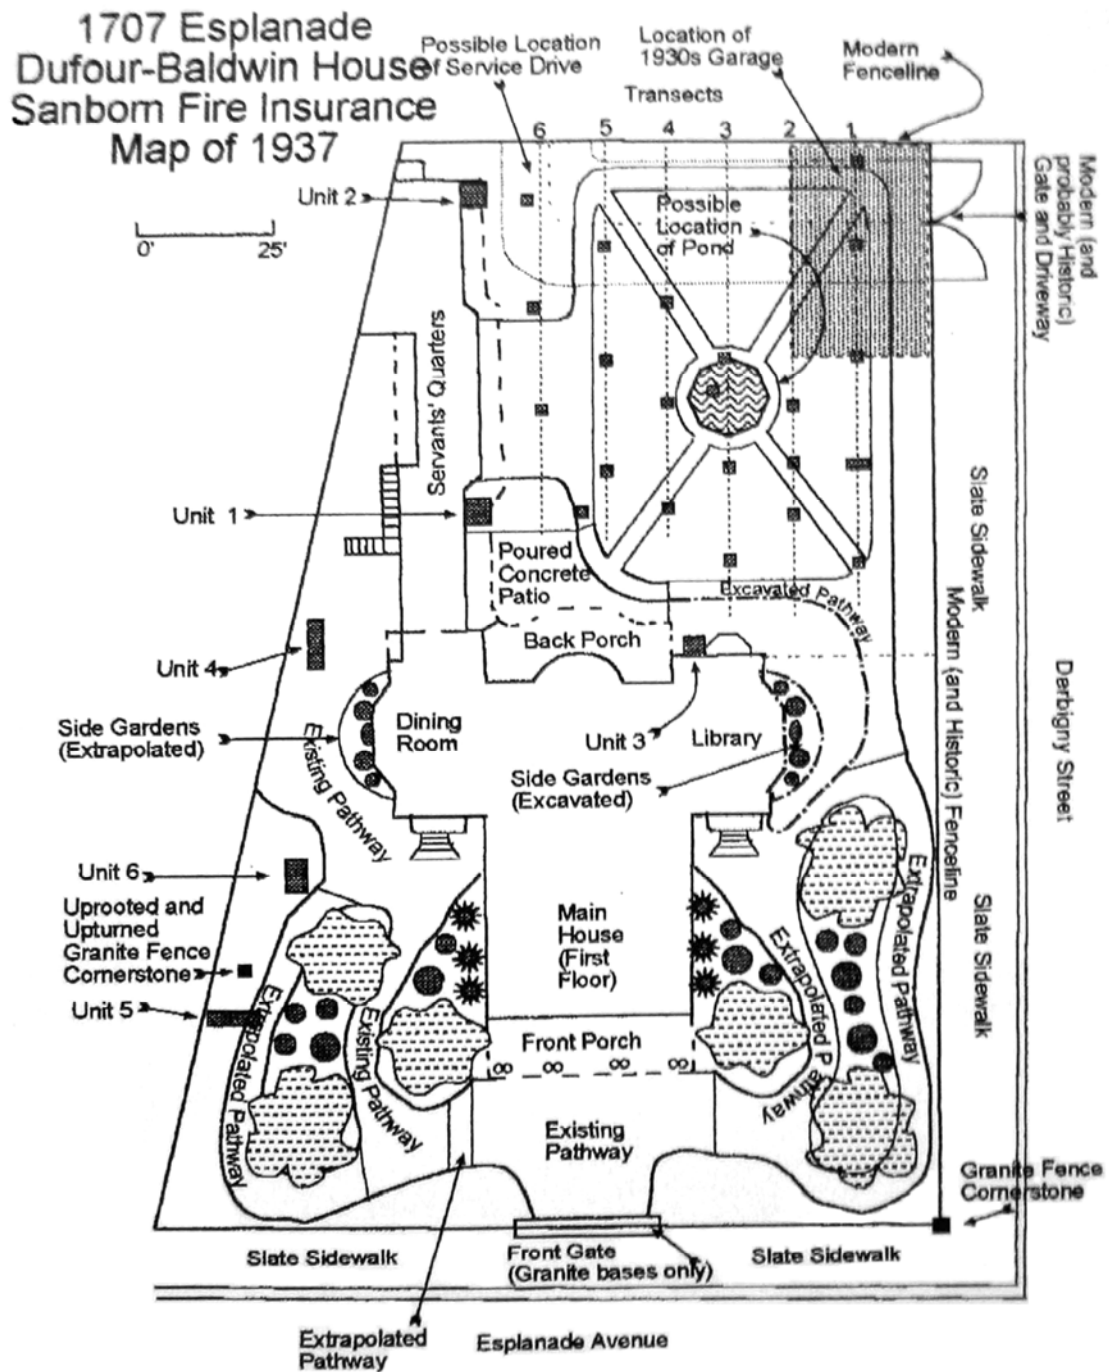 1707 Esplanade
Dufour-Baldwin House
Sanborn Fire Insurance
Map of 1937
Possible Location
of Service Drive
Location of
1930s Garage
Modern
Fenceline
Transects
6 5 4 3 2 1
Unit 2
0' 25'
Possible
Location
of Pond
Modern (and
probably Historic)
Gate and Driveway
Servants' Quarters
Unit 1
Poured
Concrete
Patio
Excavated Pathway
Back Porch
Slate Sidewalk
Modern (and Historic) Fenceline
Derbigny Street
Unit 4
Side Gardens
(Extrapolated)
Existing Pathway
Dining
Room
Unit 3
Library
Side Gardens
(Excavated)
Unit 6
Uprooted and
Upturned
Granite Fence
Cornerstone
Unit 5
Extrapolated Pathway
Existing Pathway
Main
House
(First
Floor)
Extrapolated Pathway
Extrapolated Pathway
Slate Sidewalk
Front Porch
Existing
Pathway
Granite Fence
Cornerstone
Slate Sidewalk
Front Gate
(Granite bases only)
Slate Sidewalk
Extrapolated
Pathway
Esplanade Avenue